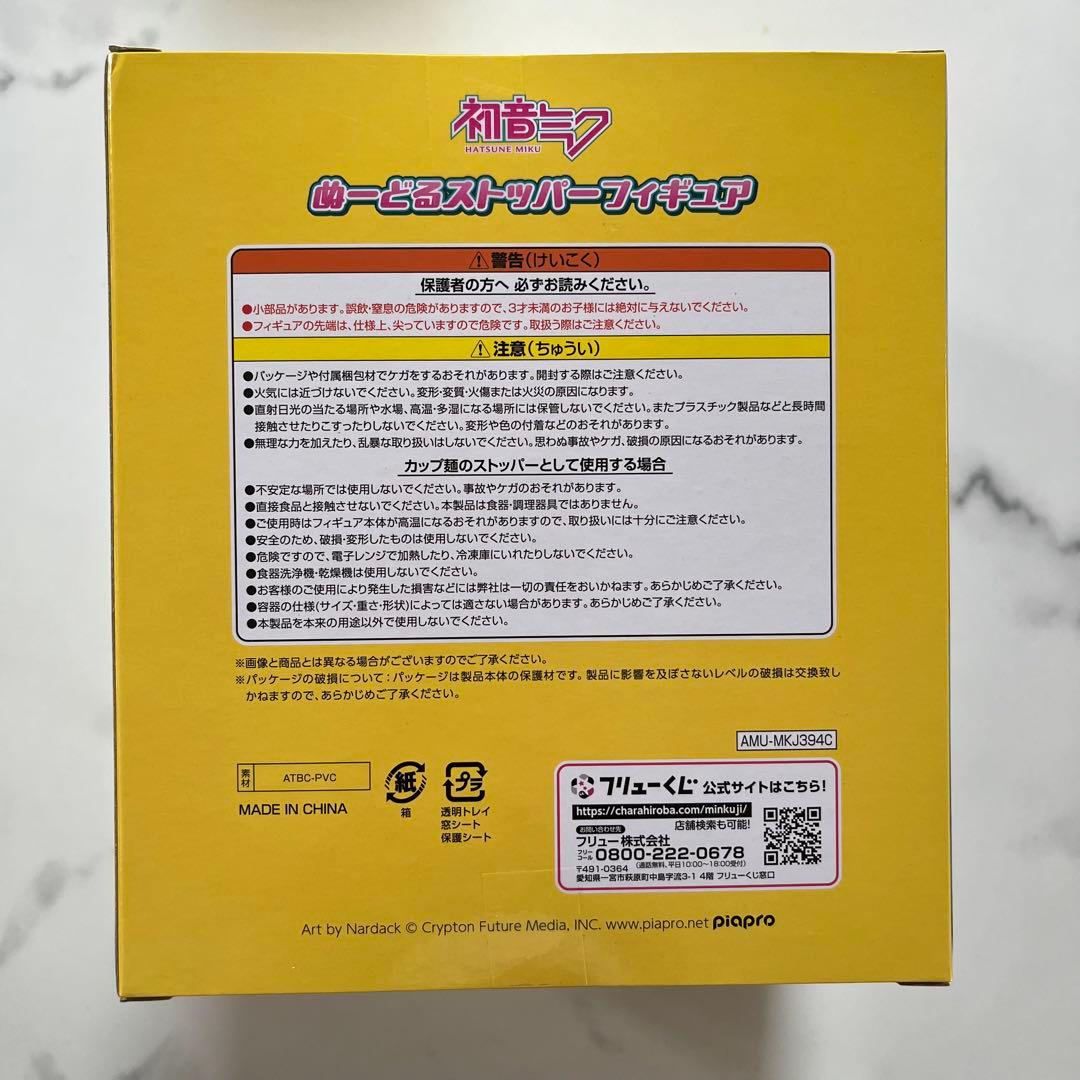 初音ミク
HATSUNE MIKU
ぬーどるストッパーフィギュア
⚠警告(けいこく)
保護者の方へ 必ずお読みください。
●小部品があります。誤飲・窒息の危険がありますので、3才未満のお子様には絶対に与えないでください。
●フィギュアの先端は、仕様上、尖っていますので危険です。取扱う際はご注意ください。
⚠注意(ちゅうい)
●パッケージや付属梱包材でケガをするおそれがあります。開封する際はご注意ください。
●火気には近づけないでください。変形・変質・火傷または火災の原因になります。
●直射日光の当たる場所や水場、高温・多湿になる場所には保管しないでください。またプラスチック製品などと長時間
接触させたりこすったりしないでください。変形や色の付着などのおそれがあります。
●無理な力を加えたり、乱暴な取り扱いはしないでください。思わぬ事故やケガ、破損の原因になるおそれがあります。
カップ麺のストッパーとして使用する場合
●不安定な場所では使用しないでください。事故やケガのおそれがあります。
●直接食品と接触させないでください。本製品は食器・調理器具ではありません。
●ご使用時はフィギュア本体が高温になるおそれがありますので、取り扱いには十分にご注意ください。
●安全のため、破損・変形したものは使用しないでください。
●危険ですので、電子レンジで加熱したり、冷凍庫にいれたりしないでください。
●食器洗浄機・乾燥機は使用しないでください。
●お客様のご使用により発生した損害などには弊社は一切の責任をおいかねます。あらかじめご了承ください。
●容器の仕様(サイズ・重さ・形状)によっては適さない場合があります。あらかじめご了承ください。
●本製品を本来の用途以外で使用しないでください。
※画像と商品とは異なる場合がございますのでご了承ください。
※パッケージの破損について:パッケージは製品本体の保護材です。製品に影響を及ぼさないレベルの破損は交換致し
かねますので、あらかじめご了承ください。
AMU-MKJ394C
素材 ATBC-PVC
MADE IN CHINA
紙
箱
プラ
透明トレイ
窓シート
保護シート
フリューくじ 公式サイトはこちら!
https://charahiroba.com/minkuji/
店舗検索も可能!
お問い合わせ先
フリュー株式会社
フリーコール 0800-222-0678
(通話無料、平日10:00~18:00受付)
〒491-0364
愛知県一宮市萩原町中島字流3-1 4階 フリューくじ窓口
Art by Nardack © Crypton Future Media, INC. www.piapro.net piapro